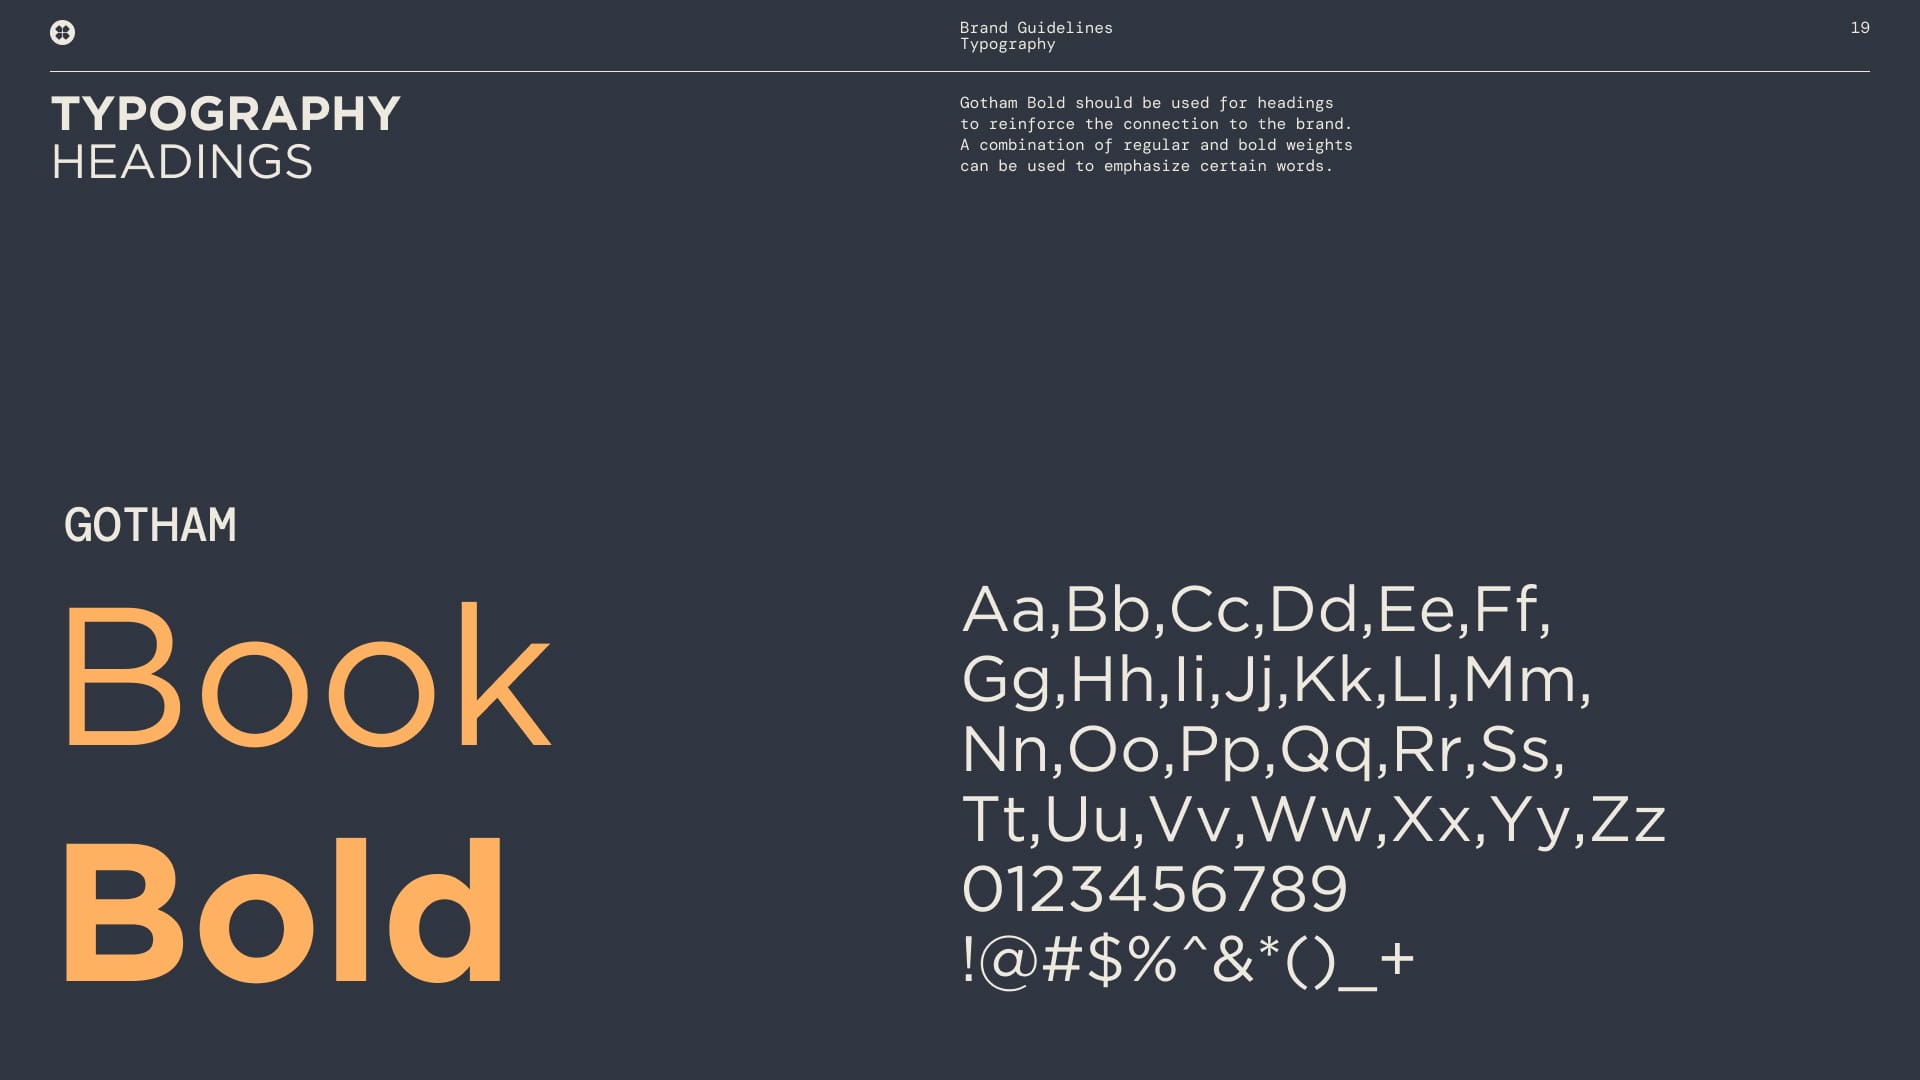 Brand Guidelines
Typography
19
TYPOGRAPHY
HEADINGS
Gotham Bold should be used for headings
to reinforce the connection to the brand.
A combination of regular and bold weights
can be used to emphasize certain words.
GOTHAM
Book
Bold
Aa,Bb,Cc,Dd,Ee,Ff,
Gg,Hh,Ii,Jj,Kk,Ll,Mm,
Nn,Oo,Pp,Qq,Rr,Ss,
Tt,Uu,Vv,Ww,Xx,Yy,Zz
0123456789
!@#$%^&*()_+